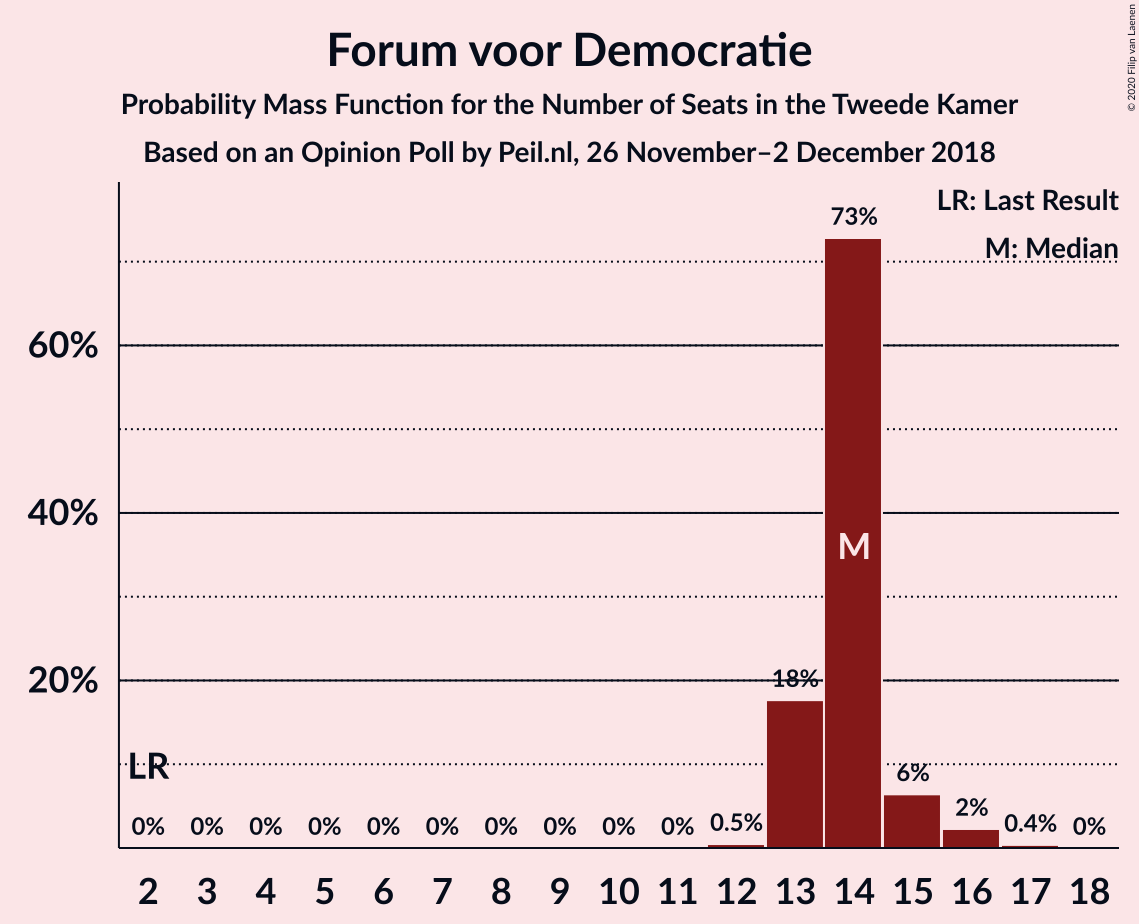 Forum voor Democratie
Probability Mass Function for the Number of Seats in the Tweede Kamer
Based on an Opinion Poll by Peil.nl, 26 November–2 December 2018
© 2020 Filip van Laenen
LR: Last Result
M: Median
73%
60%
40%
M
20%
18%
LR
6%
2%
0% 0% 0% 0% 0% 0% 0% 0% 0% 0% 0.5% 0.4% 0%
2 3 4 5 6 7 8 9 10 11 12 13 14 15 16 17 18